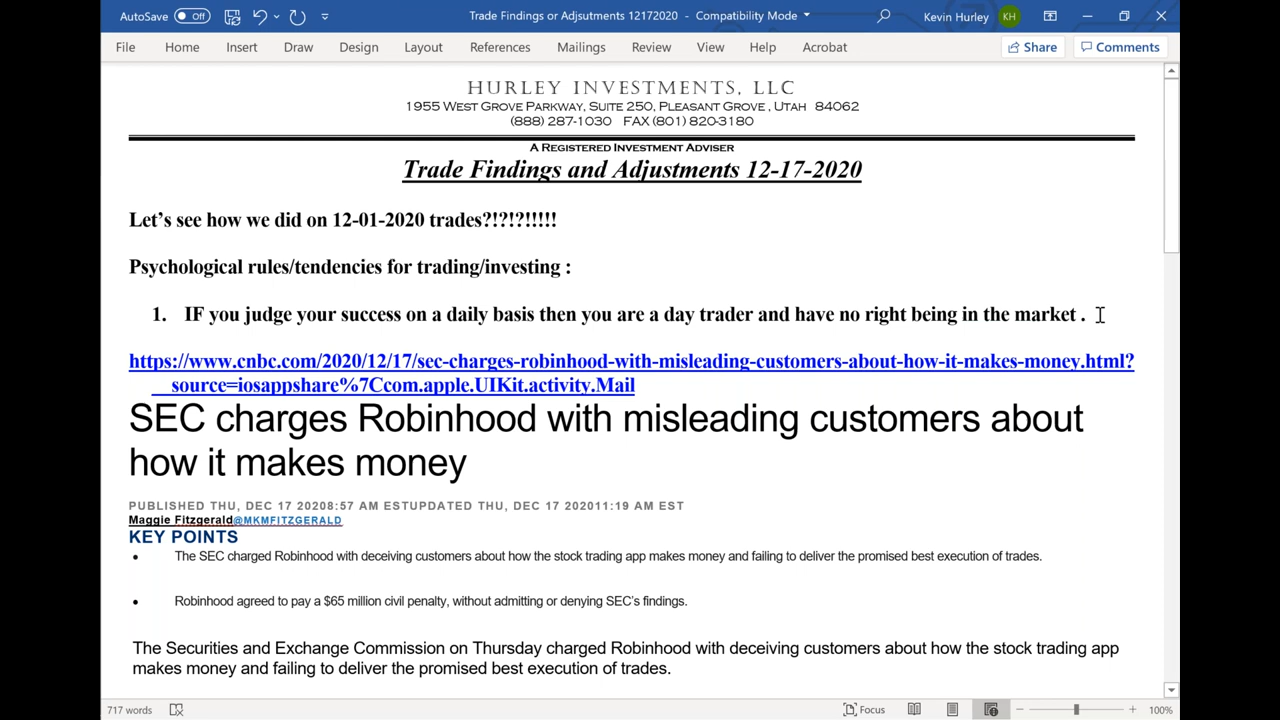 AutoSave Off Trade Findings or Adjsutments 12172020 - Compatibility Mode Kevin Hurley KH
File Home Insert Draw Design Layout References Mailings Review View Help Acrobat Share Comments
HURLEY INVESTMENTS, LLC
1955 WEST GROVE PARKWAY, SUITE 250, PLEASANT GROVE , UTAH 84062
(888) 287-1030 FAX (801) 820-3180
A REGISTERED INVESTMENT ADVISER
Trade Findings and Adjustments 12-17-2020
Let's see how we did on 12-01-2020 trades?!?!?!!!!!
Psychological rules/tendencies for trading/investing :
1. IF you judge your success on a daily basis then you are a day trader and have no right being in the market .
https://www.cnbc.com/2020/12/17/sec-charges-robinhood-with-misleading-customers-about-how-it-makes-money.html?
source=iosappshare%7Ccom.apple.UIKit.activity.Mail
SEC charges Robinhood with misleading customers about
how it makes money
PUBLISHED THU, DEC 17 20208:57 AM ESTUPDATED THU, DEC 17 202011:19 AM EST
Maggie Fitzgerald@MKMFITZGERALD
KEY POINTS
• The SEC charged Robinhood with deceiving customers about how the stock trading app makes money and failing to deliver the promised best execution of trades.
• Robinhood agreed to pay a $65 million civil penalty, without admitting or denying SEC's findings.
The Securities and Exchange Commission on Thursday charged Robinhood with deceiving customers about how the stock trading app
makes money and failing to deliver the promised best execution of trades.
717 words Focus 100%